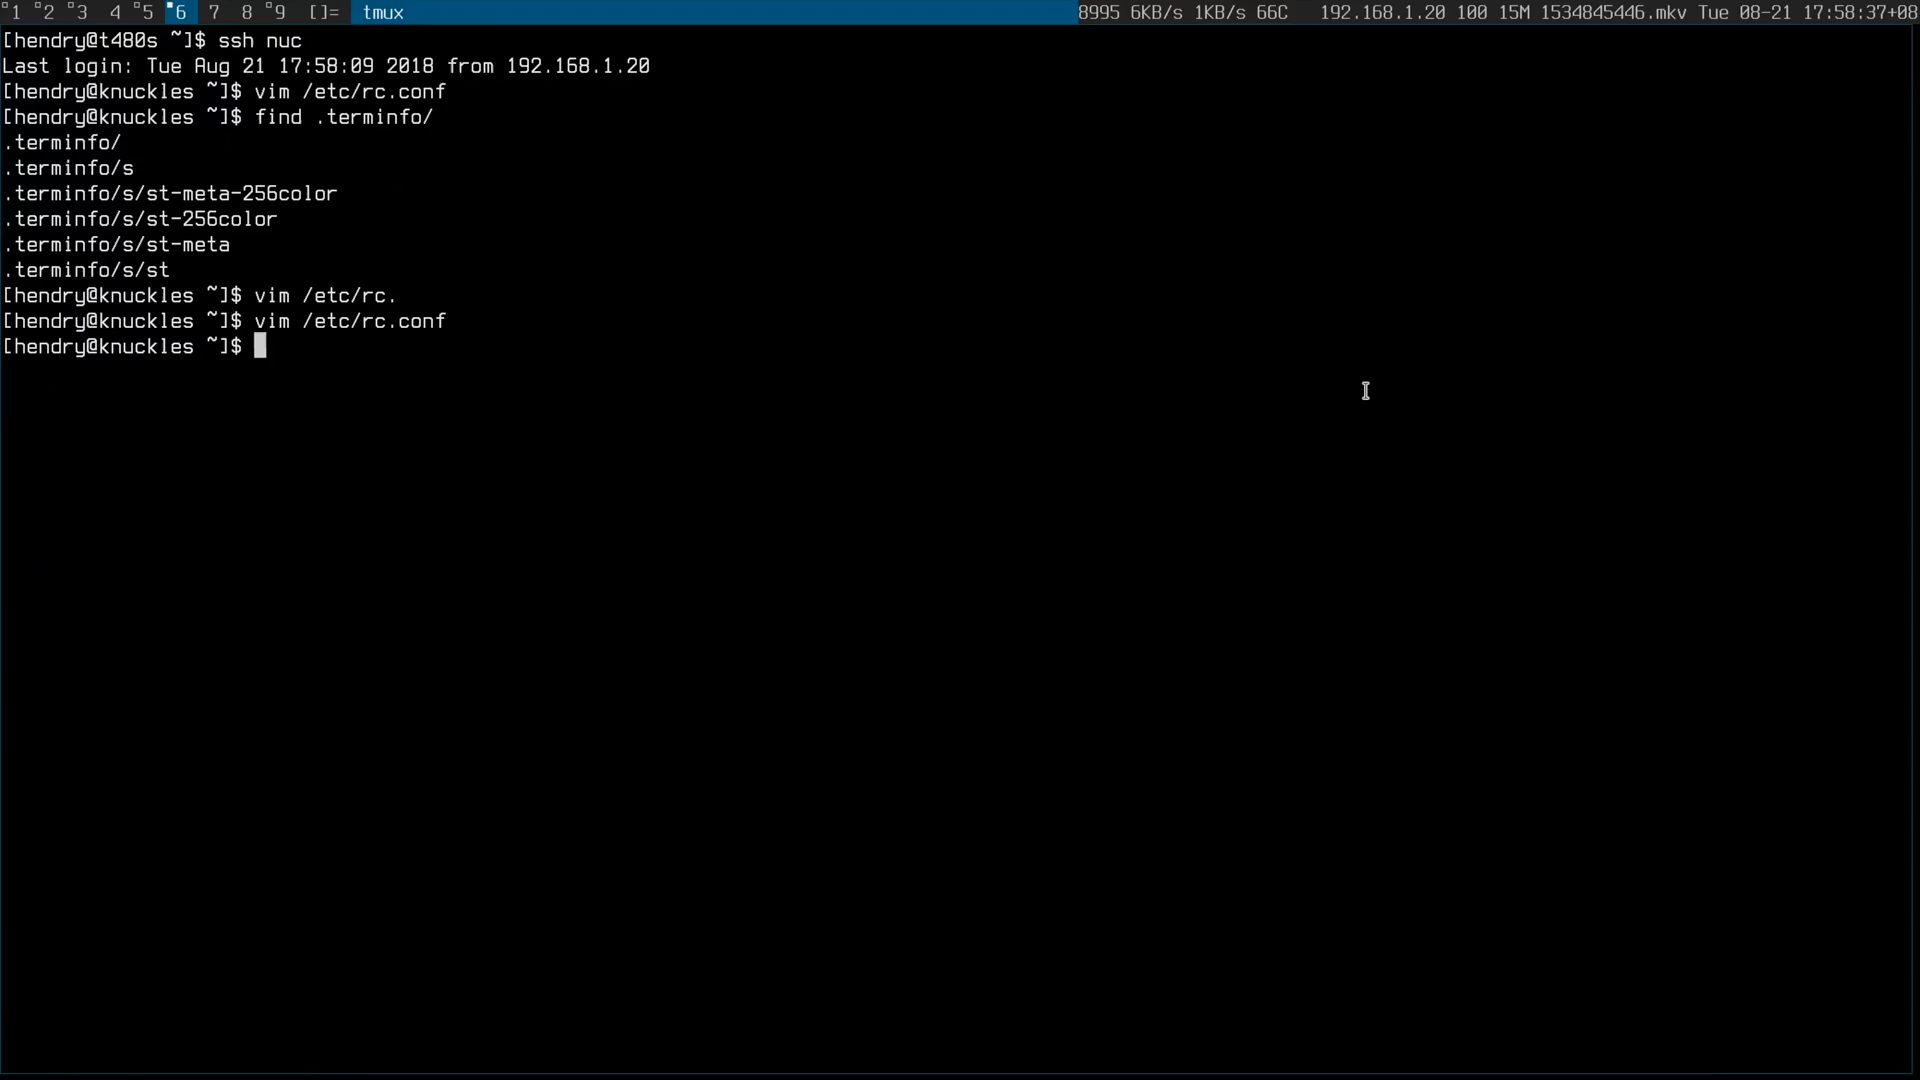 1 2 3 4 5 6 7 8 9 []= tmux 8995 6KB/s 1KB/s 66C 192.168.1.20 100 15M 1534845446.mkv Tue 08-21 17:58:37+08
[hendry@t480s ~]$ ssh nuc
Last login: Tue Aug 21 17:58:09 2018 from 192.168.1.20
[hendry@knuckles ~]$ vim /etc/rc.conf
[hendry@knuckles ~]$ find .terminfo/
.terminfo/
.terminfo/s
.terminfo/s/st-meta-256color
.terminfo/s/st-256color
.terminfo/s/st-meta
.terminfo/s/st
[hendry@knuckles ~]$ vim /etc/rc.
[hendry@knuckles ~]$ vim /etc/rc.conf
[hendry@knuckles ~]$